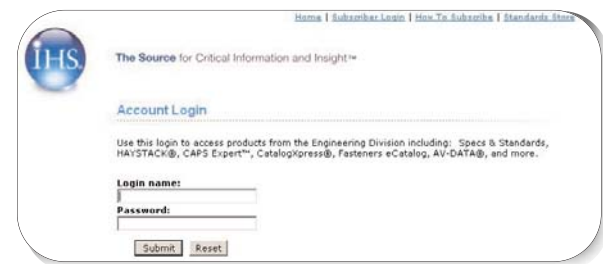 Home | Subscriber Login | How To Subscribe | Standards Store
IHS.
The Source for Critical Information and Insight™
Account Login
Use this login to access products from the Engineering Division including: Specs & Standards,
HAYSTACK®, CAPS Expert™, CatalogXpress®, Fasteners eCatalog, AV-DATA®, and more.
Login name:
Password:
Submit Reset